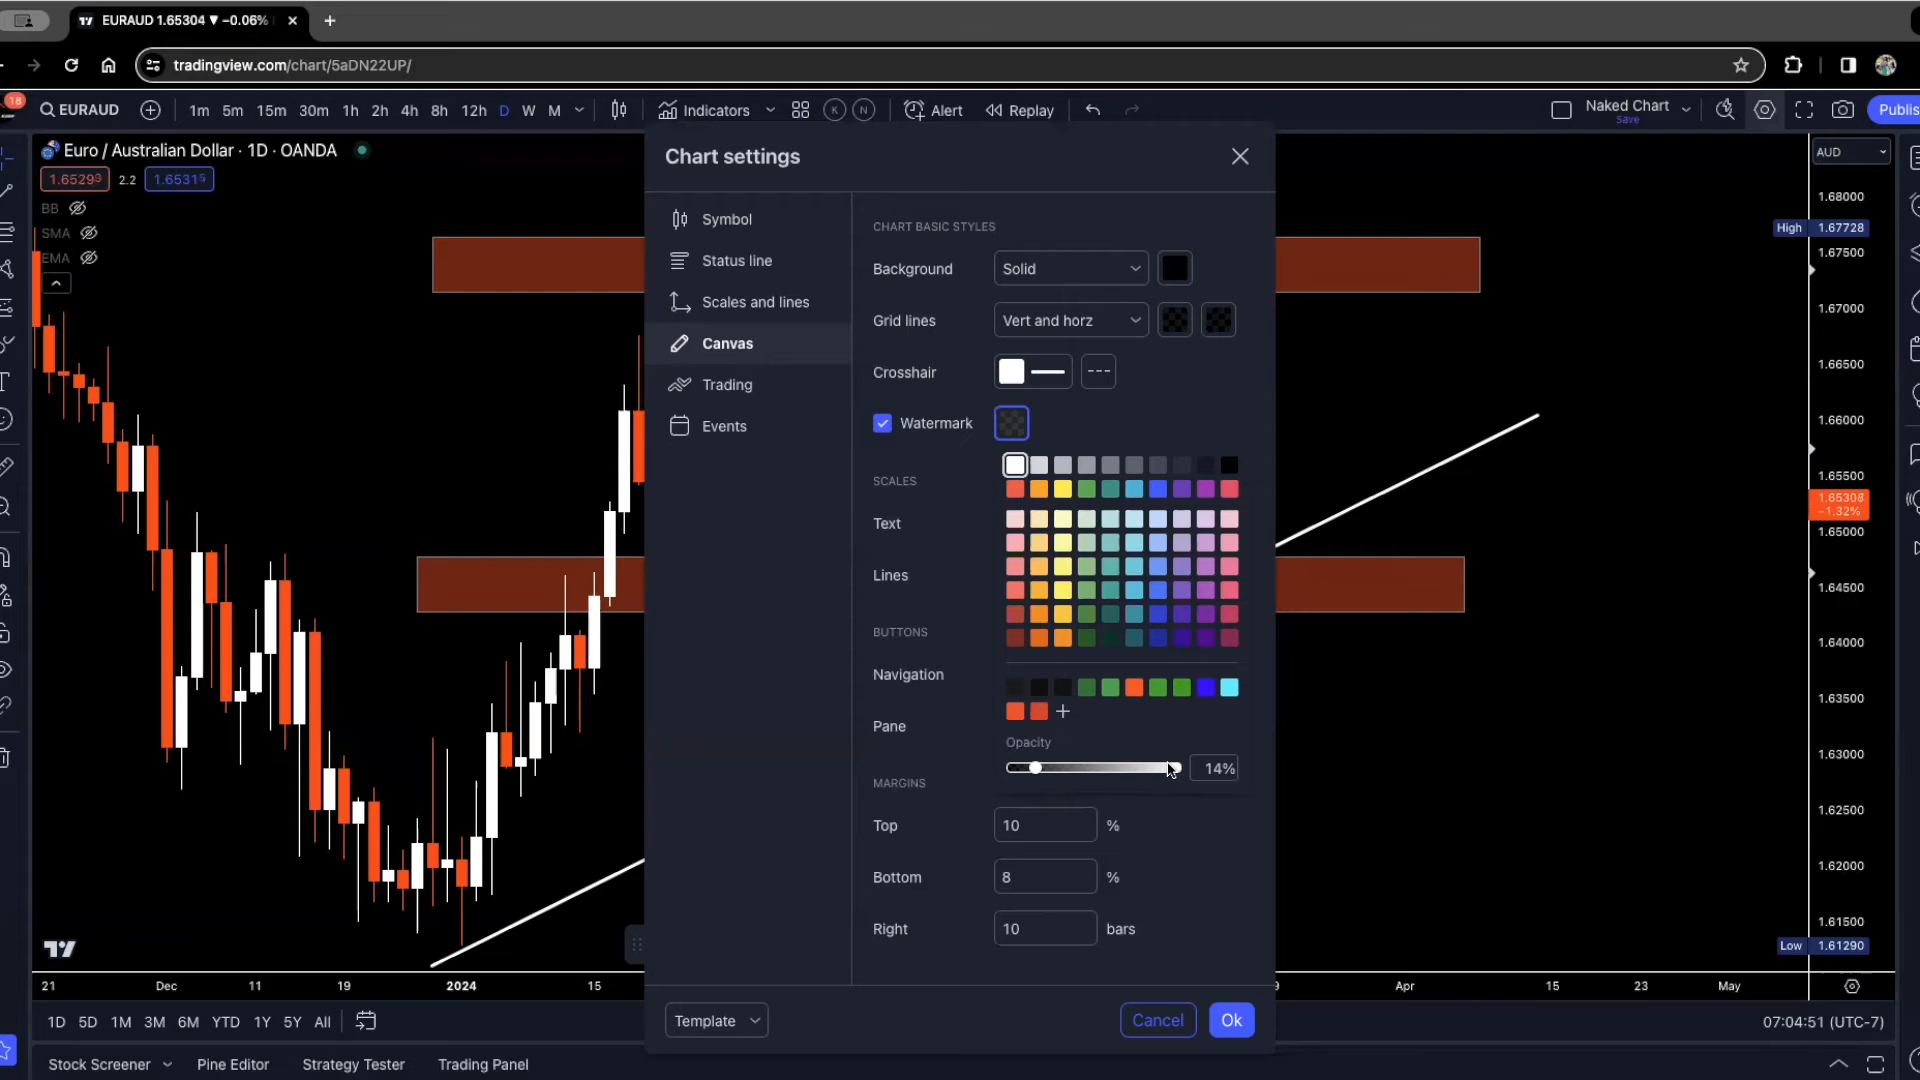 EURAUD 1.65304 ▼ −0.06%
tradingview.com/chart/5aDN22UP/
18
EURAUD
1m 5m 15m 30m 1h 2h 4h 8h 12h D W M
Indicators
K N
Alert
Replay
Naked Chart
Save
Publis
Euro / Australian Dollar · 1D · OANDA
1.65293 2.2 1.65315
BB
SMA
EMA
Chart settings
Symbol
Status line
Scales and lines
Canvas
Trading
Events
CHART BASIC STYLES
Background Solid
Grid lines Vert and horz
Crosshair
Watermark
SCALES
Text
Lines
BUTTONS
Navigation
Pane
Opacity
14%
MARGINS
Top 10 %
Bottom 8 %
Right 10 bars
Template
Cancel
Ok
AUD
1.68000
High 1.67728
1.67500
1.67000
1.66500
1.66000
1.65500
1.65308
−1.32%
1.65000
1.64500
1.64000
1.63500
1.63000
1.62500
1.62000
1.61500
Low 1.61290
21 Dec 11 19 2024 15 Apr 15 23 May
1D 5D 1M 3M 6M YTD 1Y 5Y All
07:04:51 (UTC-7)
Stock Screener Pine Editor Strategy Tester Trading Panel